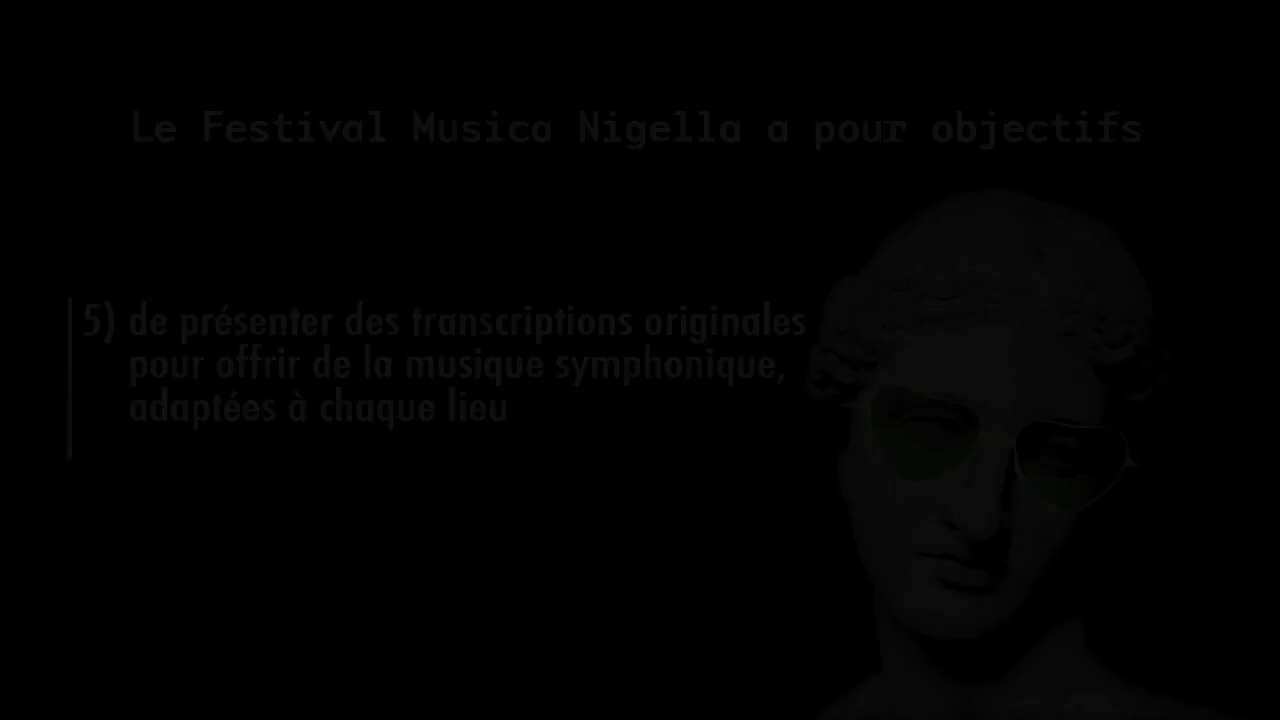 Le Festival Musica Nigella a pour objectifs
5) de présenter des transcriptions originales
pour offrir de la musique symphonique,
adaptées à chaque lieu